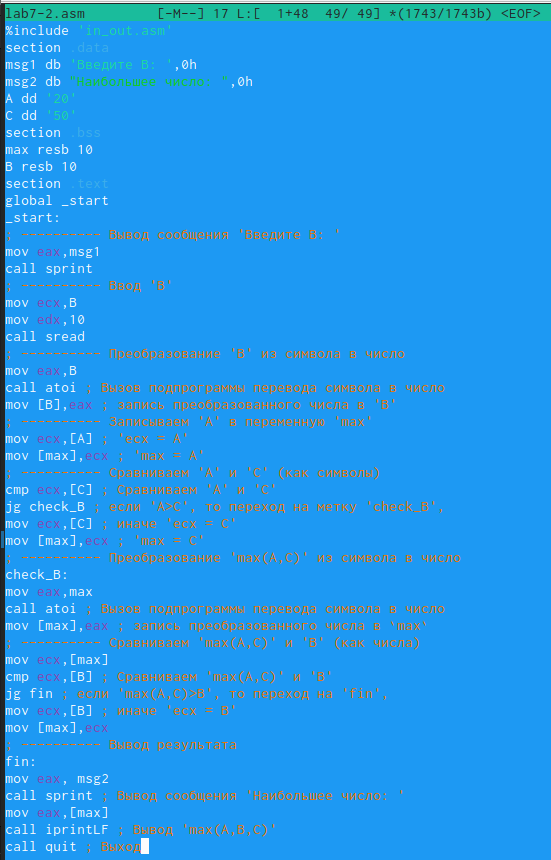 lab7-2.asm [-M--] 17 L:[ 1+48 49/ 49] *(1743/1743b) <EOF>
%include 'in_out.asm'
section .data
msg1 db 'Введите B: ',0h
msg2 db 'Наибольшее число: ',0h
A dd '20'
C dd '50'
section .bss
max resb 10
B resb 10
section .text
global _start
_start:
; ---------- Вывод сообщения 'Введите B: '
mov eax,msg1
call sprint
; ---------- Ввод 'B'
mov ecx,B
mov edx,10
call sread
; ---------- Преобразование 'B' из символа в число
mov eax,B
call atoi ; Вызов подпрограммы перевода символа в число
mov [B],eax ; запись преобразованного числа в 'B'
; ---------- Записываем 'A' в переменную 'max'
mov ecx,[A] ; 'ecx = A'
mov [max],ecx ; 'max = A'
; ---------- Сравниваем 'A' и 'С' (как символы)
cmp ecx,[C] ; Сравниваем 'A' и 'С'
jg check_B ; если 'A>C', то переход на метку 'check_B',
mov ecx,[C] ; иначе 'ecx = C'
mov [max],ecx ; 'max = C'
; ---------- Преобразование 'max(A,C)' из символа в число
check_B:
mov eax,max
call atoi ; Вызов подпрограммы перевода символа в число
mov [max],eax ; запись преобразованного числа в `max`
; ---------- Сравниваем 'max(A,C)' и 'B' (как числа)
mov ecx,[max]
cmp ecx,[B] ; Сравниваем 'max(A,C)' и 'B'
jg fin ; если 'max(A,C)>B', то переход на 'fin',
mov ecx,[B] ; иначе 'ecx = B'
mov [max],ecx
; ---------- Вывод результата
fin:
mov eax, msg2
call sprint ; Вывод сообщения 'Наибольшее число: '
mov eax,[max]
call iprintLF ; Вывод 'max(A,B,C)'
call quit ; Выход